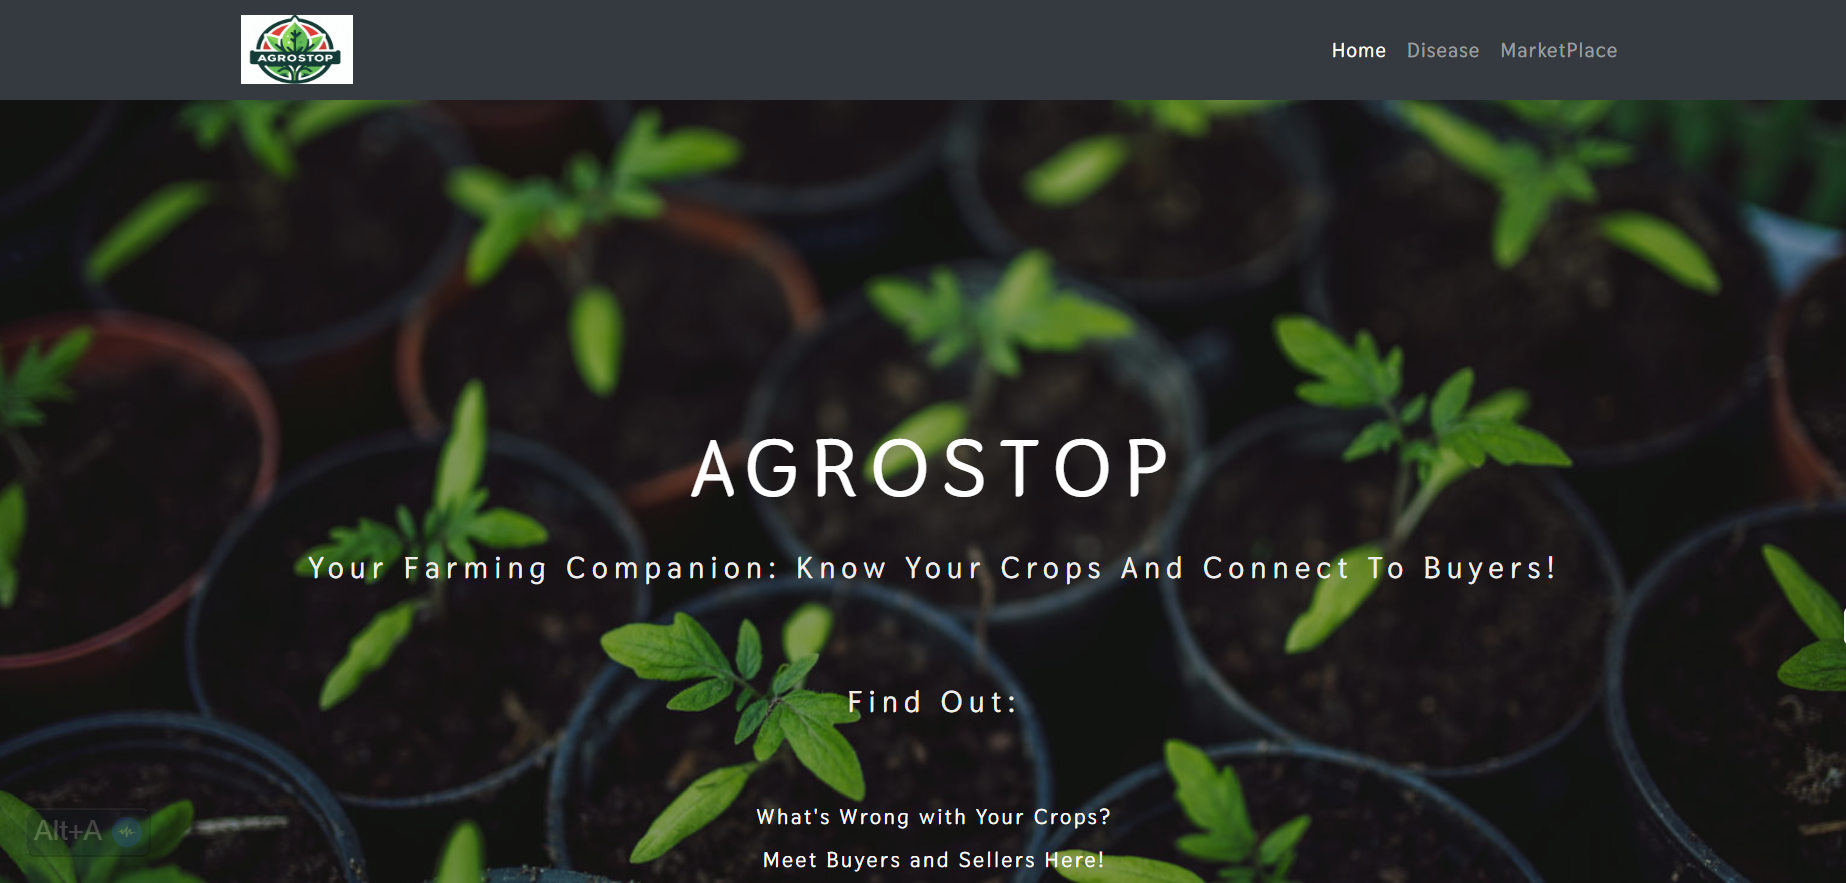 AGROSTOP
Home Disease MarketPlace
AGROSTOP
Your Farming Companion: Know Your Crops And Connect To Buyers!
Find Out:
What's Wrong with Your Crops?
Meet Buyers and Sellers Here!
Alt+A